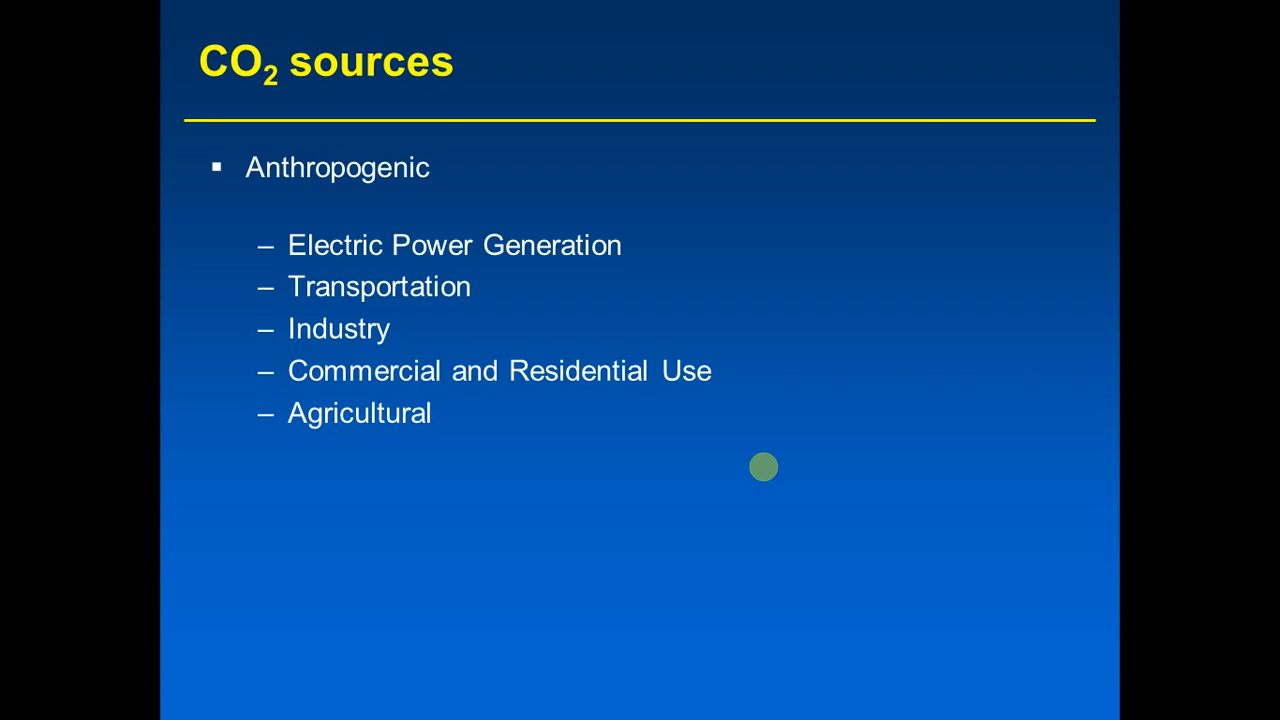 CO₂ sources
▪ Anthropogenic
– Electric Power Generation
– Transportation
– Industry
– Commercial and Residential Use
– Agricultural